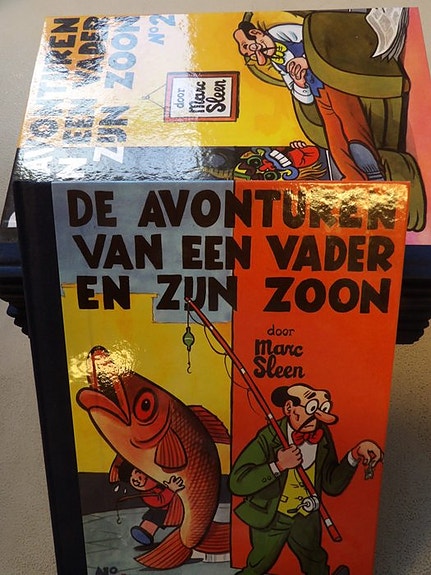 AVONTUREN
N EEN VADER
ZIJN ZOON
No 2
door
Marc
Sleen
DE AVONTUREN
VAN EEN VADER
EN ZIJN ZOON
door
Marc
Sleen